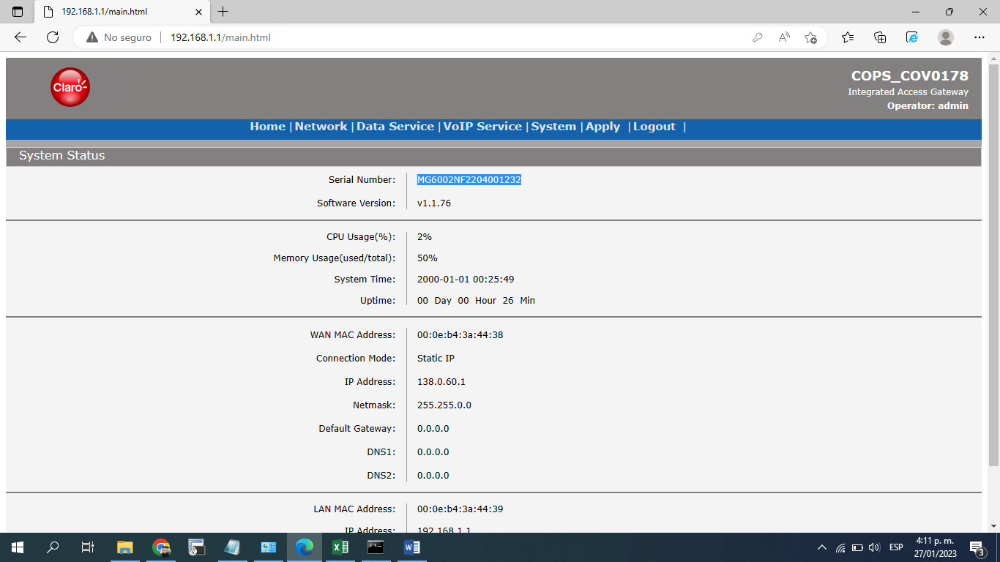 192.168.1.1/main.html
No seguro 192.168.1.1/main.html
Claro
COPS_COV0178
Integrated Access Gateway
Operator: admin
Home | Network | Data Service | VoIP Service | System | Apply | Logout |
System Status
Serial Number: MG6002NF2204001232
Software Version: v1.1.76
CPU Usage(%): 2%
Memory Usage(used/total): 50%
System Time: 2000-01-01 00:25:49
Uptime: 00 Day 00 Hour 26 Min
WAN MAC Address: 00:0e:b4:3a:44:38
Connection Mode: Static IP
IP Address: 138.0.60.1
Netmask: 255.255.0.0
Default Gateway: 0.0.0.0
DNS1: 0.0.0.0
DNS2: 0.0.0.0
LAN MAC Address: 00:0e:b4:3a:44:39
IP Address: 192.168.1.1
ESP
4:11 p. m.
27/01/2023
3